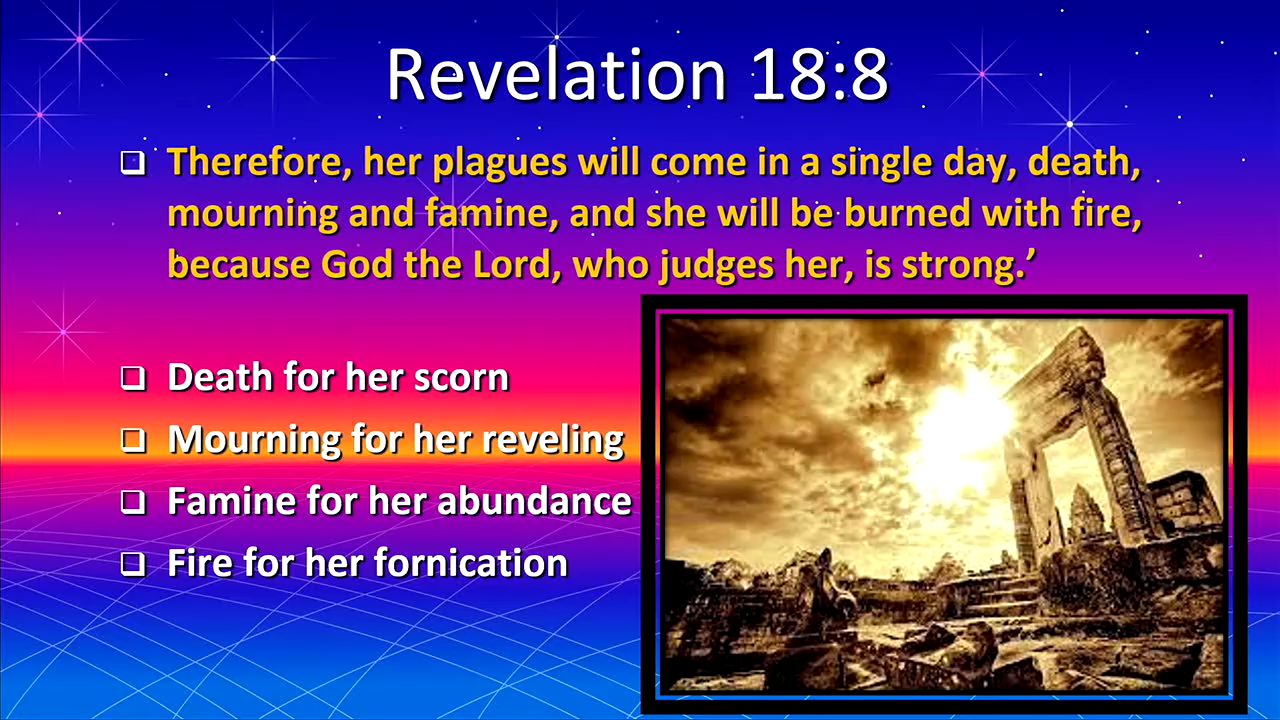 Revelation 18:8
Therefore, her plagues will come in a single day, death,
mourning and famine, and she will be burned with fire,
because God the Lord, who judges her, is strong.’
Death for her scorn
Mourning for her reveling
Famine for her abundance
Fire for her fornication